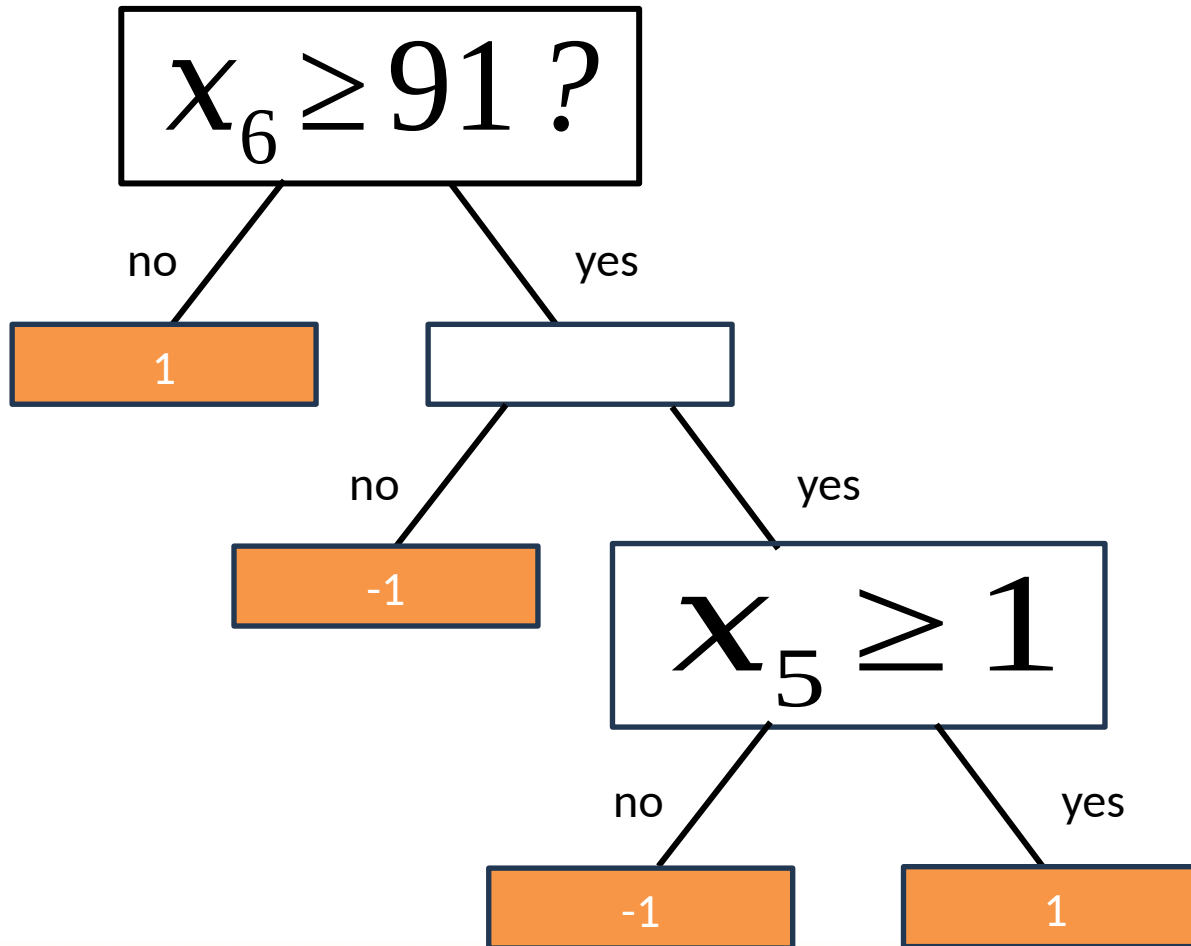 x₆ ≥ 91 ?
no
yes
1
no
yes
-1
x₅ ≥ 1
no
yes
-1
1